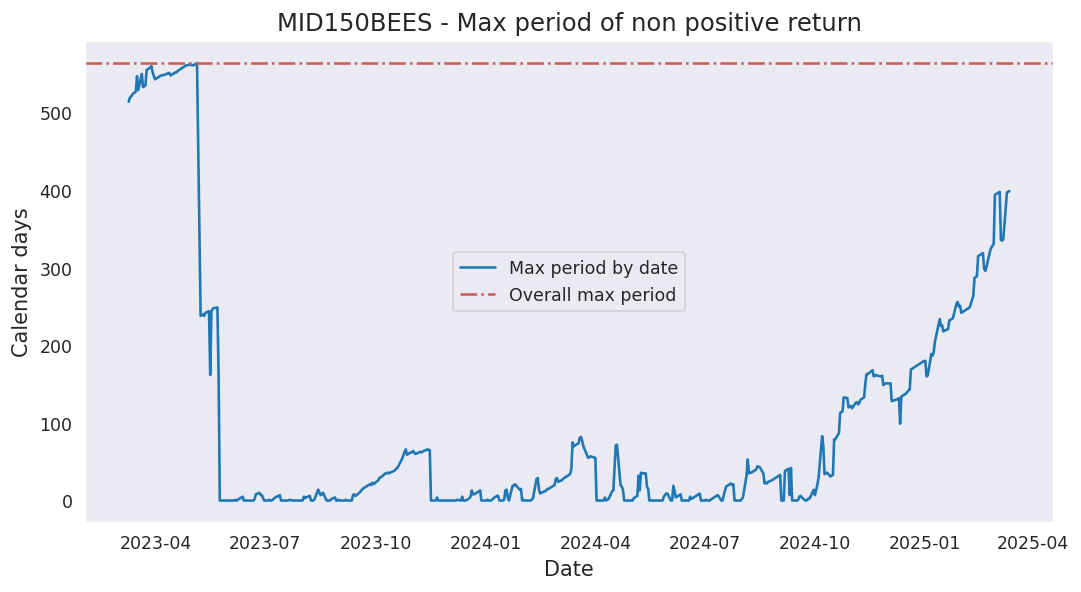 MID150BEES - Max period of non positive return
Calendar days
500
400
300
200
100
0
Max period by date
Overall max period
2023-04 2023-07 2023-10 2024-01 2024-04 2024-07 2024-10 2025-01 2025-04
Date